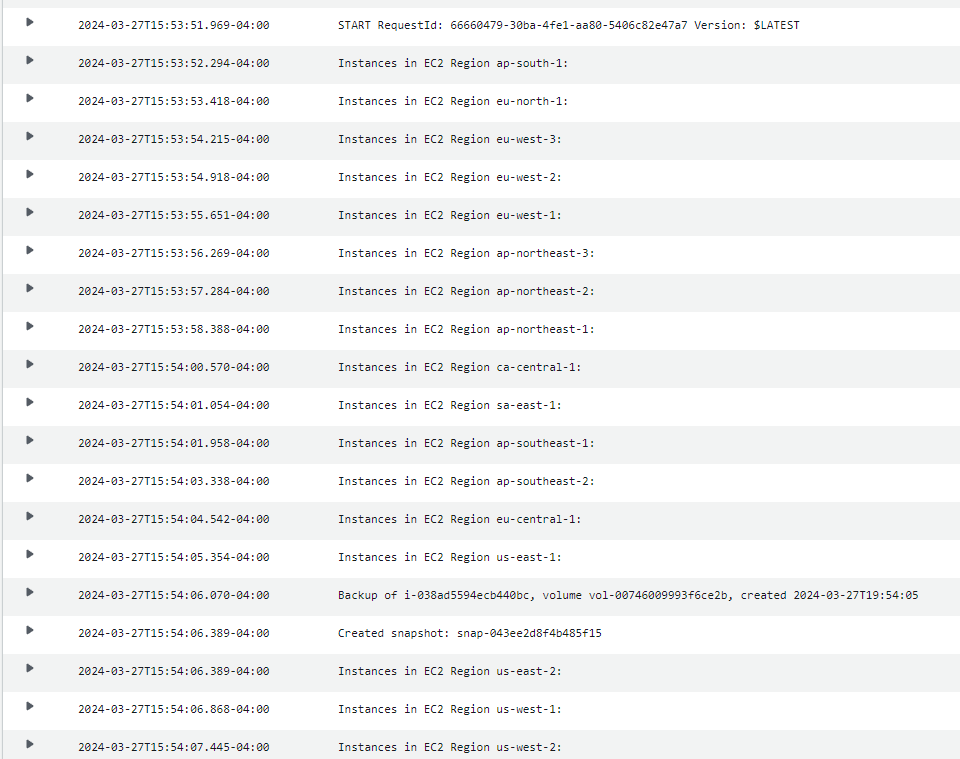 2024-03-27T15:53:51.969-04:00 START RequestId: 66660479-30ba-4fe1-aa80-5406c82e47a7 Version: $LATEST
2024-03-27T15:53:52.294-04:00 Instances in EC2 Region ap-south-1:
2024-03-27T15:53:53.418-04:00 Instances in EC2 Region eu-north-1:
2024-03-27T15:53:54.215-04:00 Instances in EC2 Region eu-west-3:
2024-03-27T15:53:54.918-04:00 Instances in EC2 Region eu-west-2:
2024-03-27T15:53:55.651-04:00 Instances in EC2 Region eu-west-1:
2024-03-27T15:53:56.269-04:00 Instances in EC2 Region ap-northeast-3:
2024-03-27T15:53:57.284-04:00 Instances in EC2 Region ap-northeast-2:
2024-03-27T15:53:58.388-04:00 Instances in EC2 Region ap-northeast-1:
2024-03-27T15:54:00.570-04:00 Instances in EC2 Region ca-central-1:
2024-03-27T15:54:01.054-04:00 Instances in EC2 Region sa-east-1:
2024-03-27T15:54:01.958-04:00 Instances in EC2 Region ap-southeast-1:
2024-03-27T15:54:03.338-04:00 Instances in EC2 Region ap-southeast-2:
2024-03-27T15:54:04.542-04:00 Instances in EC2 Region eu-central-1:
2024-03-27T15:54:05.354-04:00 Instances in EC2 Region us-east-1:
2024-03-27T15:54:06.070-04:00 Backup of i-038ad5594ecb440bc, volume vol-00746009993f6ce2b, created 2024-03-27T19:54:05
2024-03-27T15:54:06.389-04:00 Created snapshot: snap-043ee2d8f4b485f15
2024-03-27T15:54:06.389-04:00 Instances in EC2 Region us-east-2:
2024-03-27T15:54:06.868-04:00 Instances in EC2 Region us-west-1:
2024-03-27T15:54:07.445-04:00 Instances in EC2 Region us-west-2: